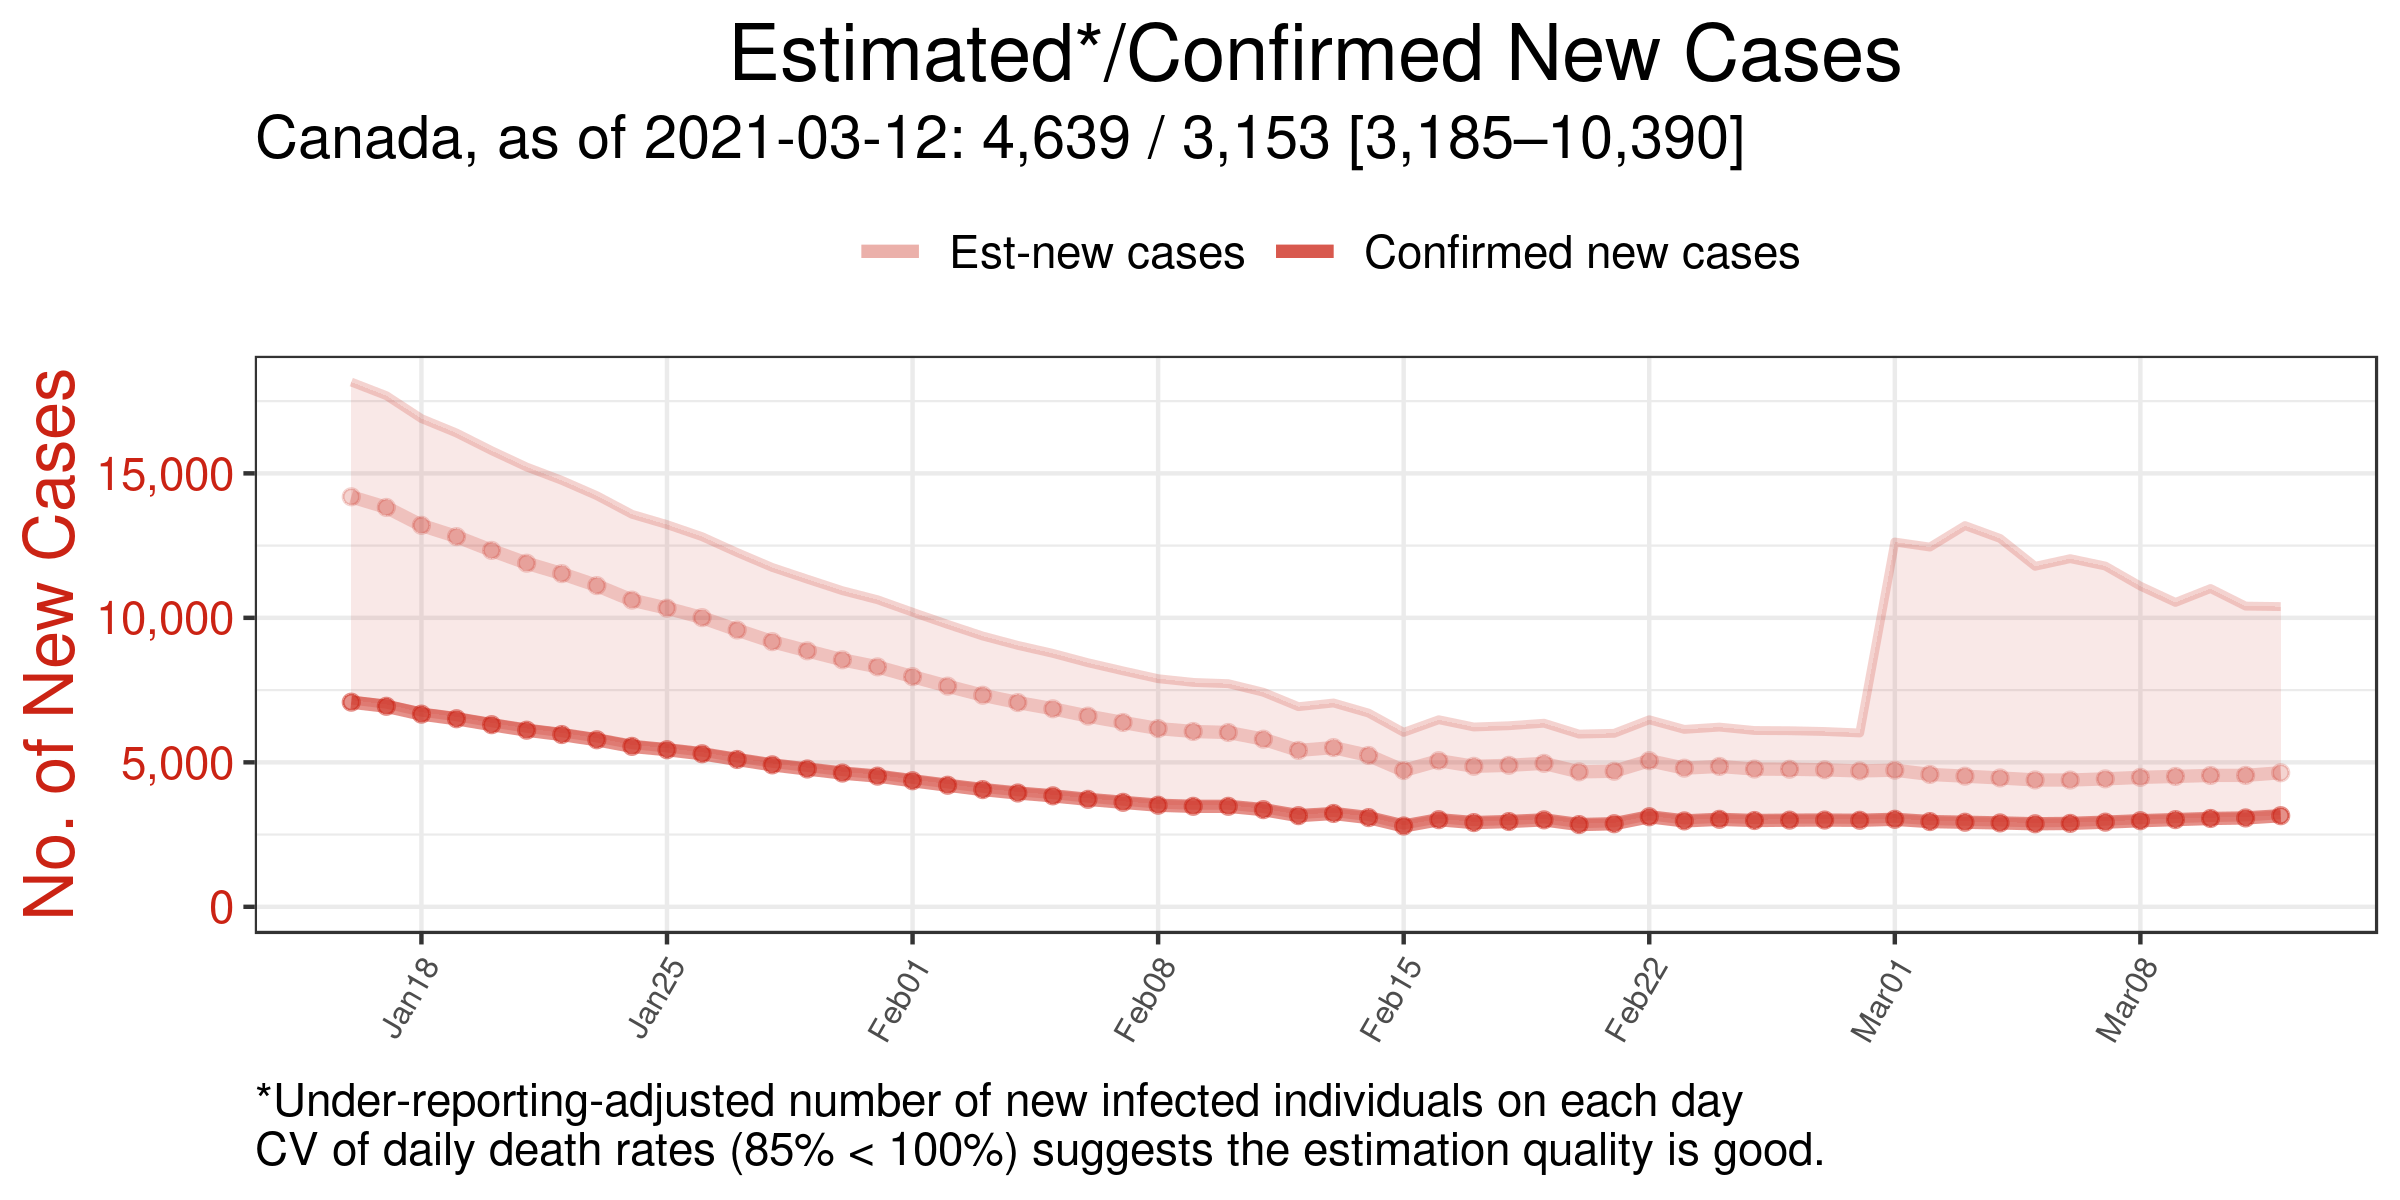 Estimated*/Confirmed New Cases
Canada, as of 2021-03-12: 4,639 / 3,153 [3,185–10,390]
Est-new cases
Confirmed new cases
No. of New Cases
15,000
10,000
5,000
0
Jan18
Jan25
Feb01
Feb08
Feb15
Feb22
Mar01
Mar08
*Under-reporting-adjusted number of new infected individuals on each day
CV of daily death rates (85% < 100%) suggests the estimation quality is good.